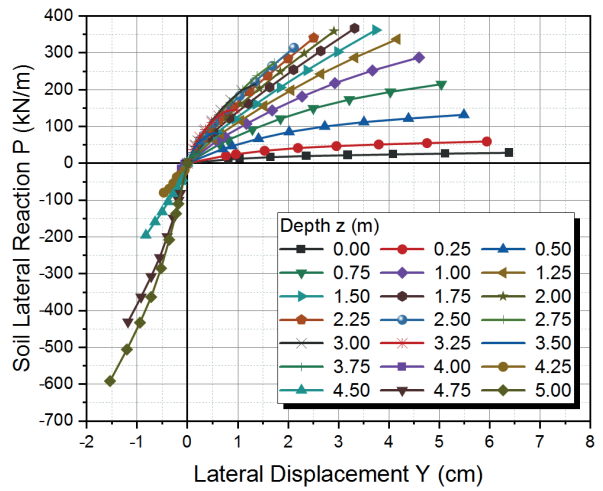 Soil Lateral Reaction P (kN/m)
400
300
200
100
0
-100
-200
-300
-400
-500
-600
-700
Depth z (m)
0.00 0.25 0.50
0.75 1.00 1.25
1.50 1.75 2.00
2.25 2.50 2.75
3.00 3.25 3.50
3.75 4.00 4.25
4.50 4.75 5.00
-2 -1 0 1 2 3 4 5 6 7 8
Lateral Displacement Y (cm)